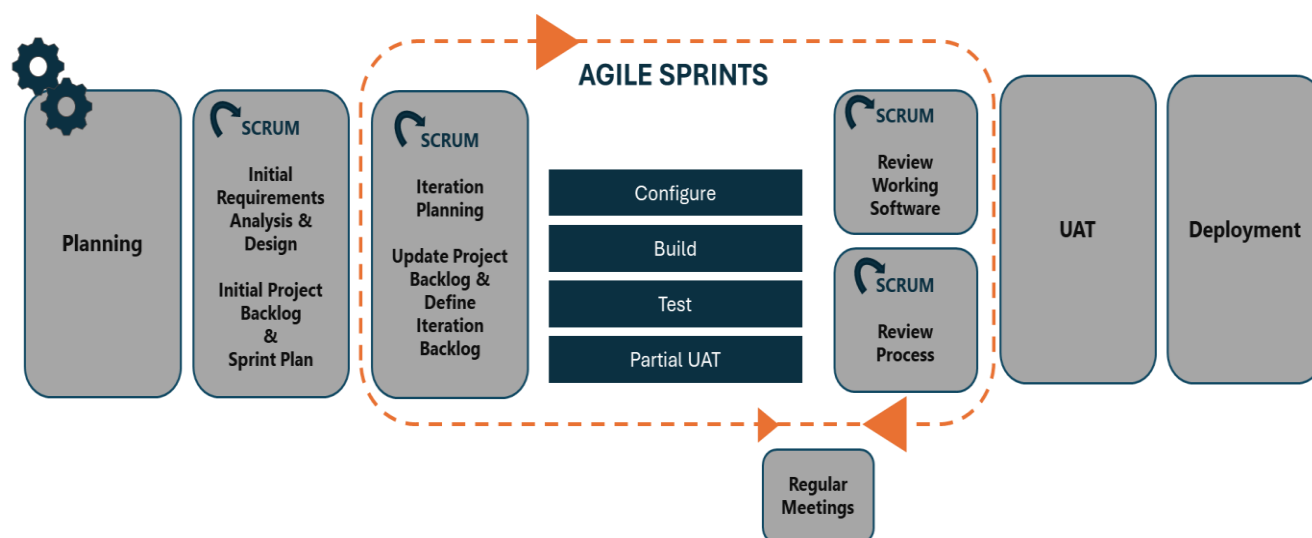 AGILE SPRINTS
Planning
SCRUM
Initial
Requirements
Analysis &
Design
Initial Project
Backlog
&
Sprint Plan
SCRUM
Iteration
Planning
Update Project
Backlog &
Define
Iteration
Backlog
Configure
Build
Test
Partial UAT
SCRUM
Review
Working
Software
SCRUM
Review
Process
UAT
Deployment
Regular
Meetings